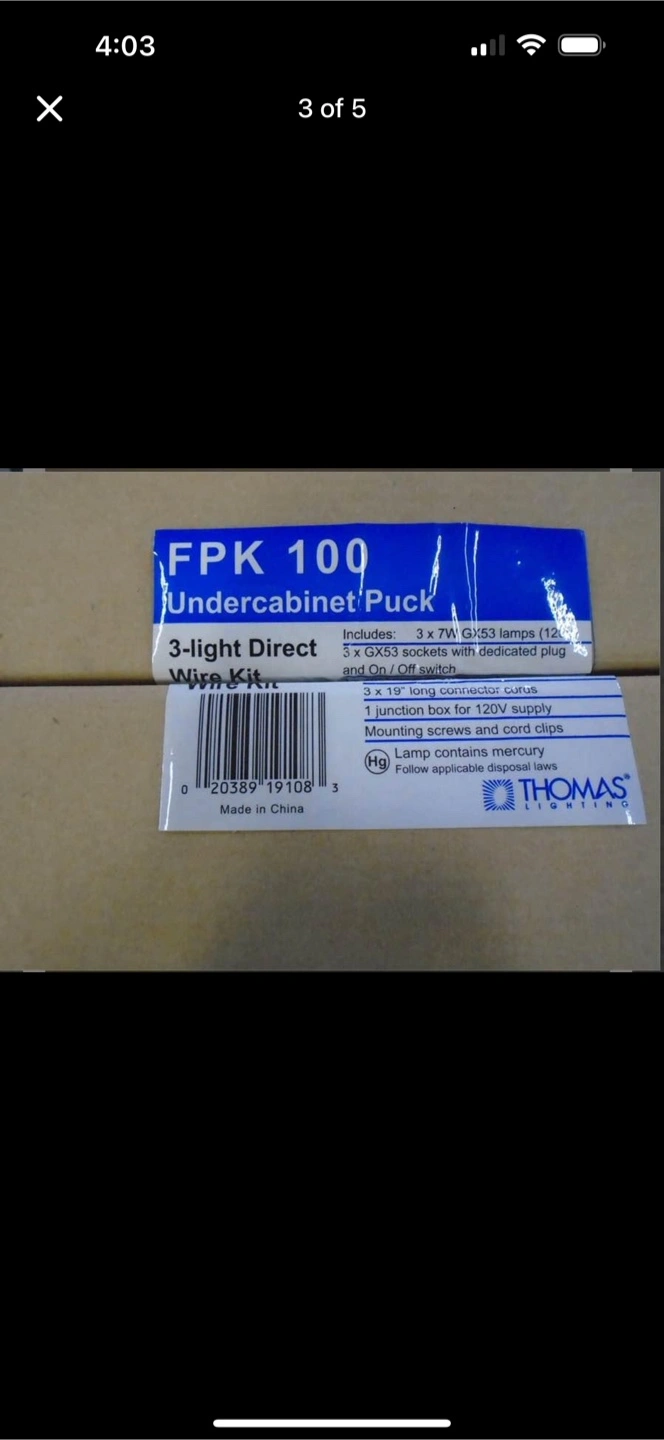 4:03
3 of 5
FPK 100
Undercabinet Puck
3-light Direct
Wire Kit
Includes: 3 x 7W GX53 lamps
3 x GX53 sockets with dedicated plug
and On / Off switch
3 x 19" long connector cords
1 junction box for 120V supply
Mounting screws and cord clips
Hg Lamp contains mercury
Follow applicable disposal laws
0 20389 19108 3
Made in China
THOMAS®
LIGHTING